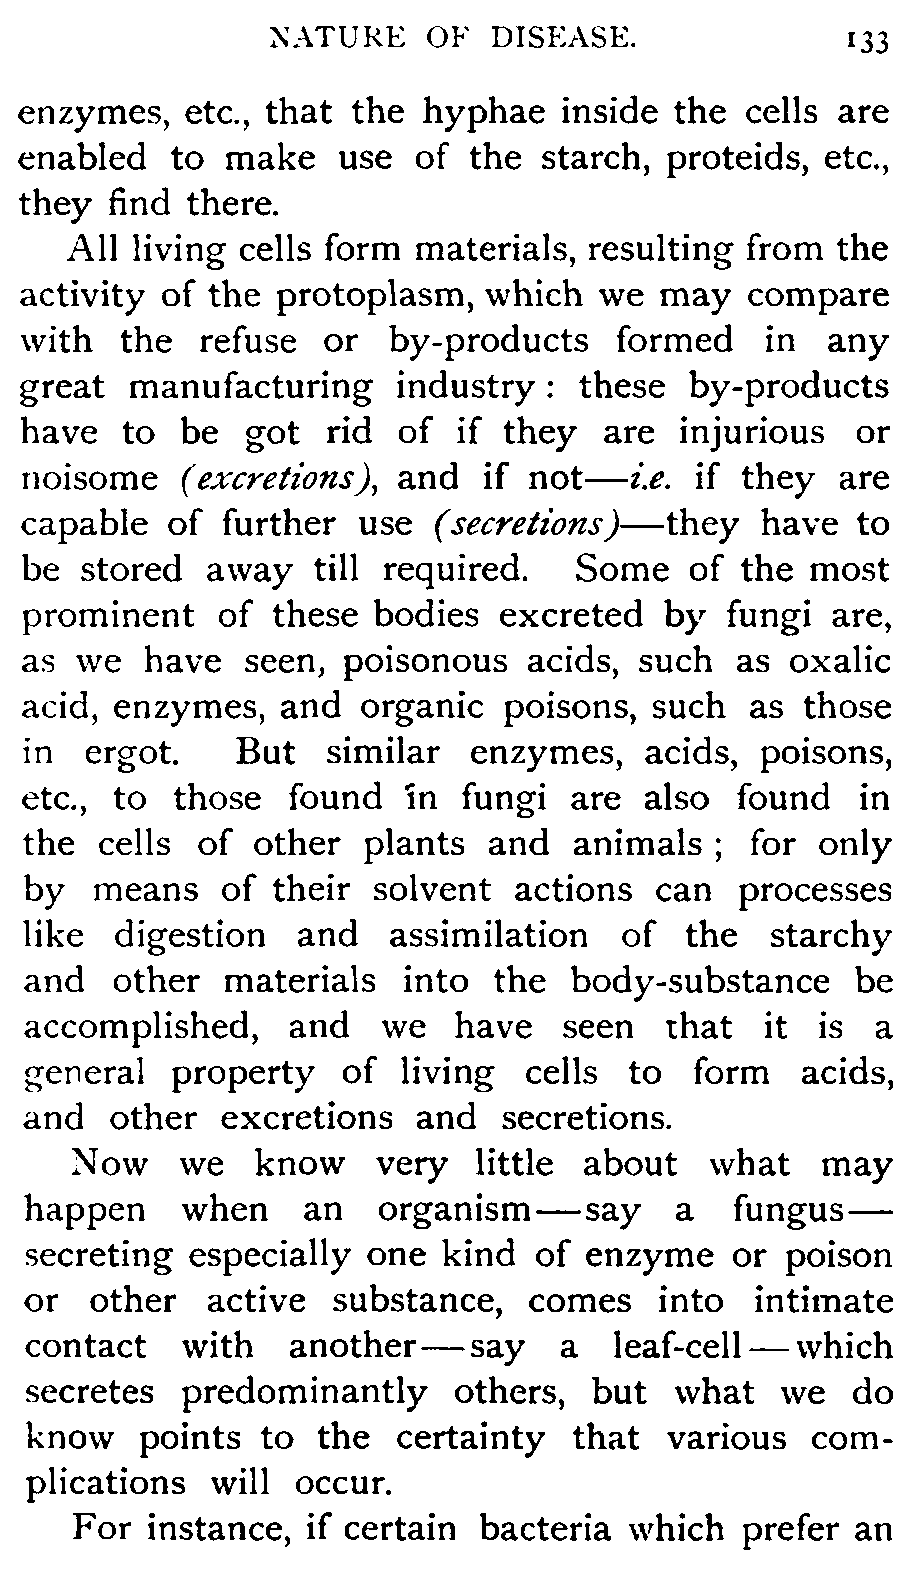 NATURE OF DISEASE. 133
enzymes, etc., that the hyphae inside the cells are
enabled to make use of the starch, proteids, etc.,
they find there.
All living cells form materials, resulting from the
activity of the protoplasm, which we may compare
with the refuse or by-products formed in any
great manufacturing industry : these by-products
have to be got rid of if they are injurious or
noisome (excretions), and if not—i.e. if they are
capable of further use (secretions)—they have to
be stored away till required. Some of the most
prominent of these bodies excreted by fungi are,
as we have seen, poisonous acids, such as oxalic
acid, enzymes, and organic poisons, such as those
in ergot. But similar enzymes, acids, poisons,
etc., to those found in fungi are also found in
the cells of other plants and animals ; for only
by means of their solvent actions can processes
like digestion and assimilation of the starchy
and other materials into the body-substance be
accomplished, and we have seen that it is a
general property of living cells to form acids,
and other excretions and secretions.
Now we know very little about what may
happen when an organism—say a fungus—
secreting especially one kind of enzyme or poison
or other active substance, comes into intimate
contact with another—say a leaf-cell—which
secretes predominantly others, but what we do
know points to the certainty that various com-
plications will occur.
For instance, if certain bacteria which prefer an